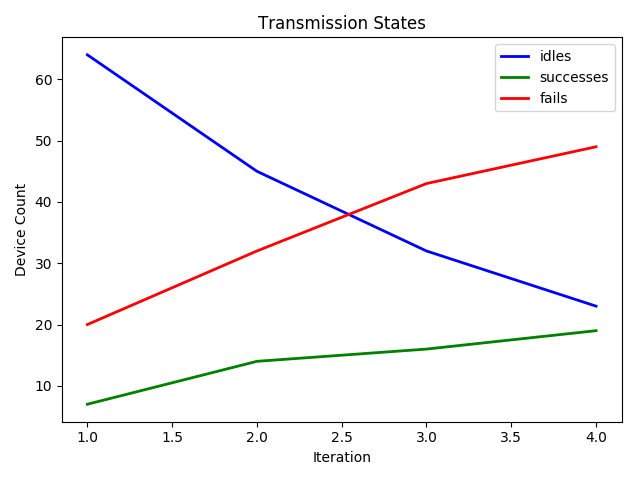 Transmission States
idles
successes
fails
Device Count
60
50
40
30
20
10
1.0 1.5 2.0 2.5 3.0 3.5 4.0
Iteration